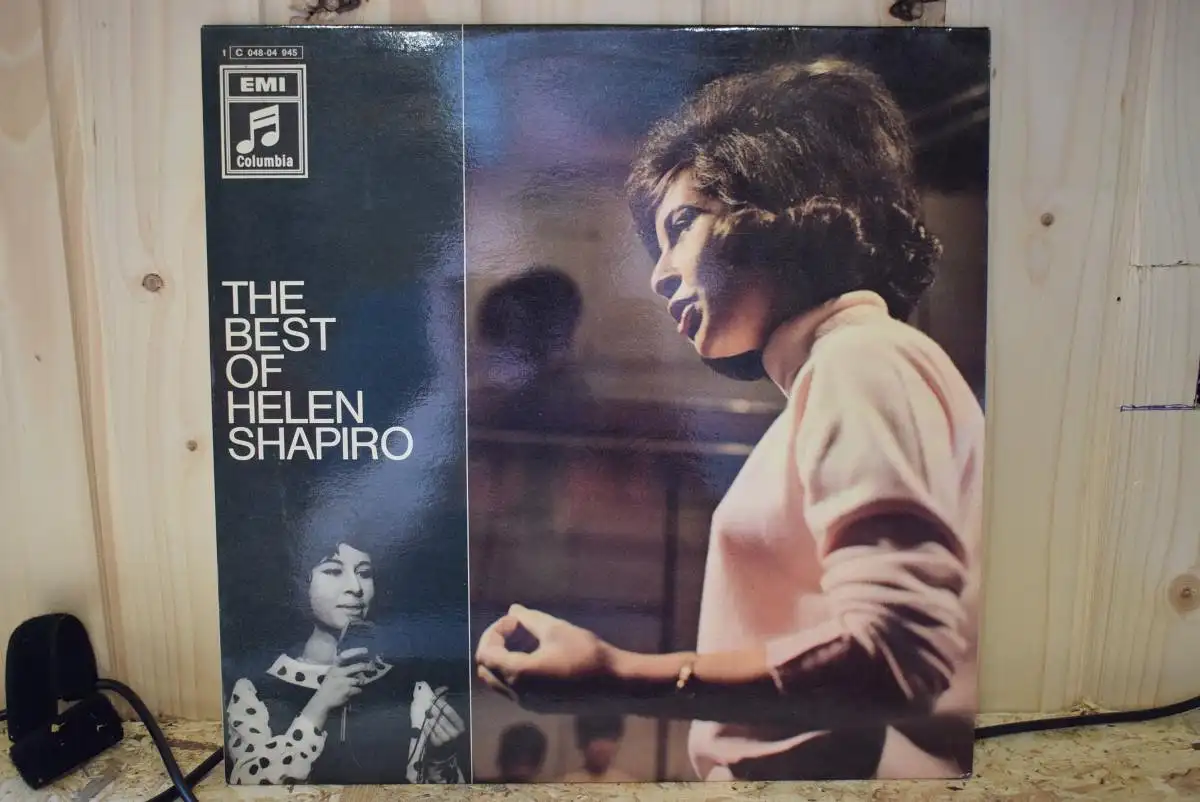 1 C 048-04 945
EMI
Columbia
THE
BEST
OF
HELEN
SHAPIRO